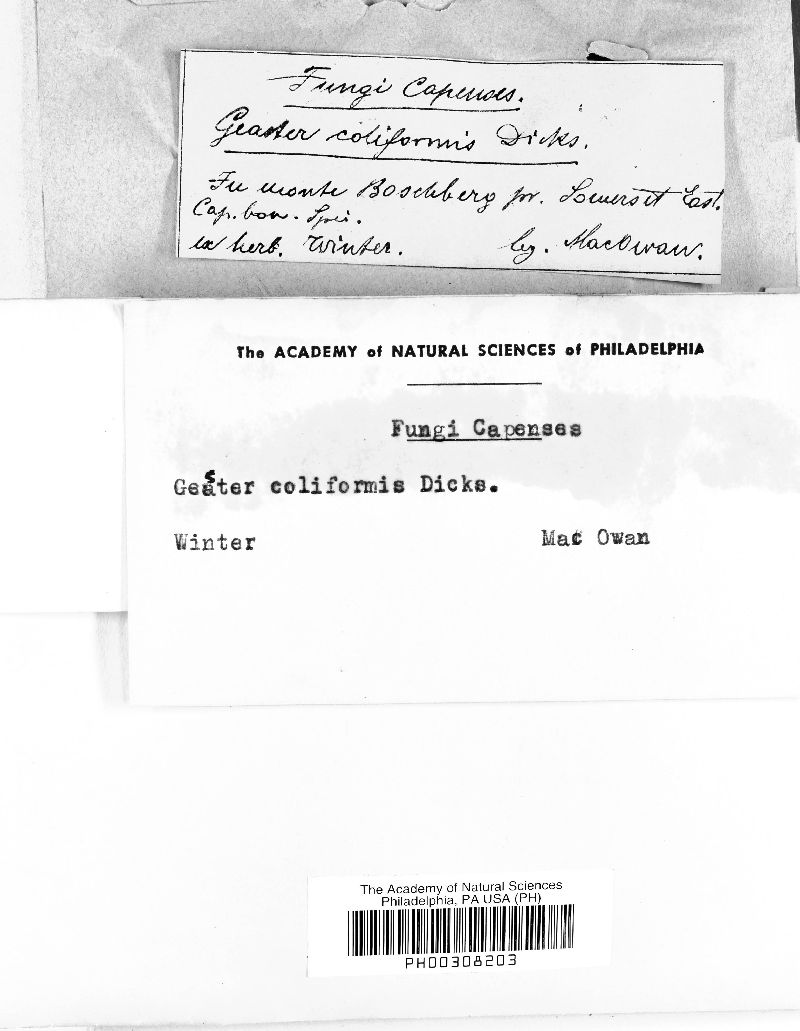 Fungi Capenses.
Geaster coliformis Dicks.
In monte Boschberg pr. Somerset East.
Cap. bon. Spei.
ex herb. Winter. lg. MacOwan.
The ACADEMY of NATURAL SCIENCES of PHILADELPHIA
Fungi Capenses
Geaster coliformis Dicks.
Winter Mac Owan
The Academy of Natural Sciences
Philadelphia, PA USA (PH)
PH00308203